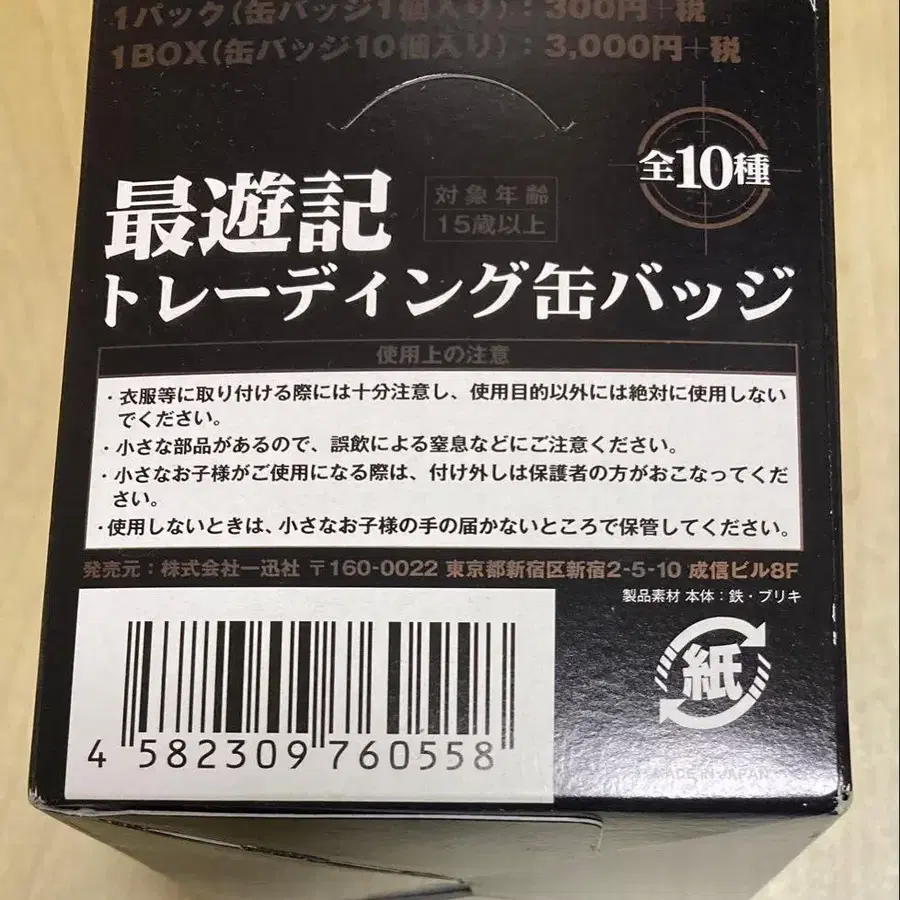 1パック(缶バッジ1個入り)：300円+税
1BOX(缶バッジ10個入り)：3,000円+税
全10種
最遊記
対象年齢
15歳以上
トレーディング缶バッジ
使用上の注意
・衣服等に取り付ける際には十分注意し、使用目的以外には絶対に使用しない
でください。
・小さな部品があるので、誤飲による窒息などにご注意ください。
・小さなお子様がご使用になる際は、付け外しは保護者の方がおこなってくだ
さい。
・使用しないときは、小さなお子様の手の届かないところで保管してください。
発売元：株式会社一迅社 〒160-0022 東京都新宿区新宿2-5-10 成信ビル8F
製品素材 本体：鉄・ブリキ
紙
4 582309 760558
MADE IN JAPAN